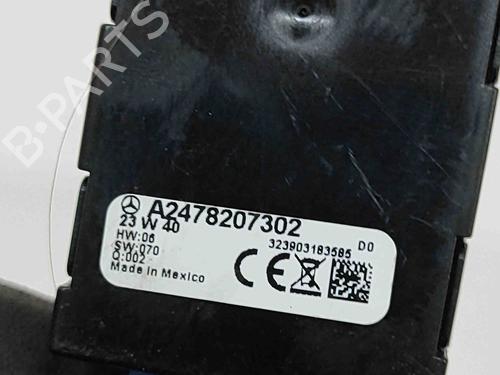 B-PARTS
A2478207302
23 W 40
HW:06
323903183585 D0
SW:070
Q:002
Made in Mexico
CE